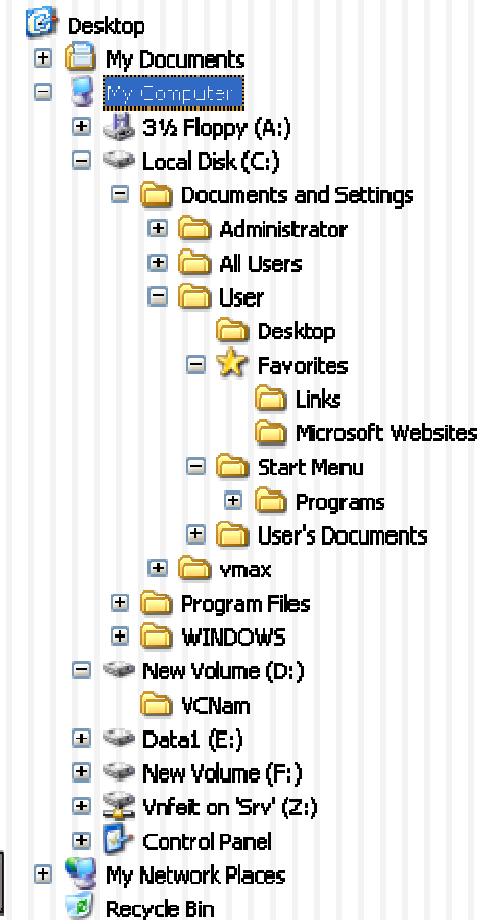 Desktop
My Documents
My Computer
3½ Floppy (A:)
Local Disk (C:)
Documents and Settings
Administrator
All Users
User
Desktop
Favorites
Links
Microsoft Websites
Start Menu
Programs
User's Documents
vmax
Program Files
WINDOWS
New Volume (D:)
VCNam
Data1 (E:)
New Volume (F:)
Vnfeit on 'Srv' (Z:)
Control Panel
My Network Places
Recycle Bin